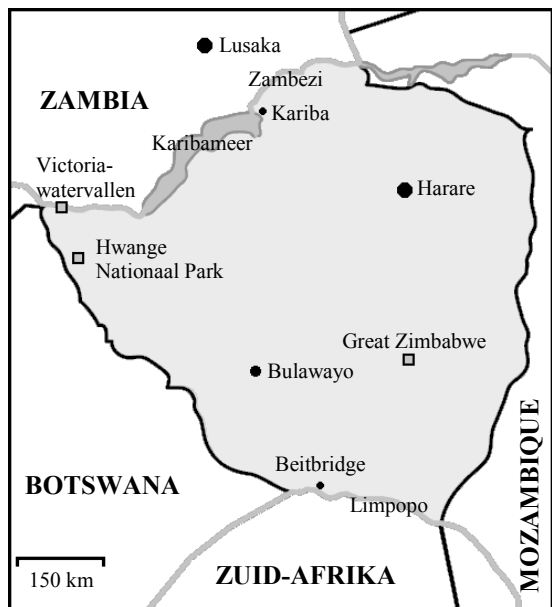 Lusaka
Zambezi
ZAMBIA
Kariba
Karibameer
Victoria-
watervallen
Harare
Hwange
Nationaal Park
Great Zimbabwe
Bulawayo
MOZAMBIQUE
Beitbridge
BOTSWANA
Limpopo
ZUID-AFRIKA
150 km